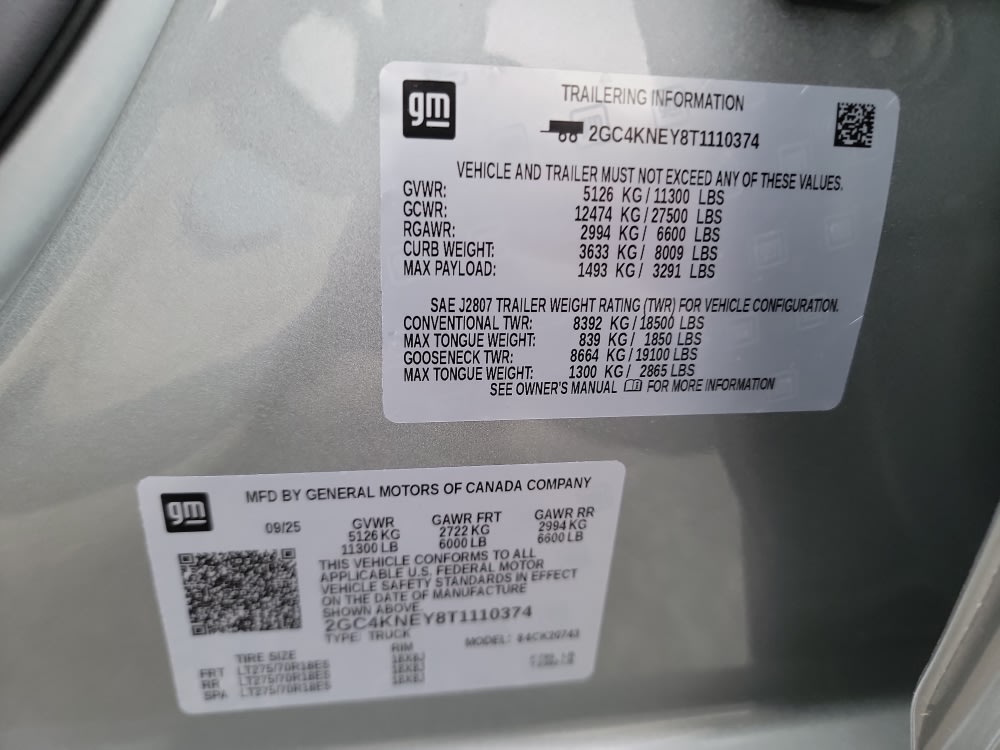 gm
TRAILERING INFORMATION
2GC4KNEY8T1110374
VEHICLE AND TRAILER MUST NOT EXCEED ANY OF THESE VALUES.
GVWR: 5126 KG / 11300 LBS
GCWR: 12474 KG / 27500 LBS
RGAWR: 2994 KG / 6600 LBS
CURB WEIGHT: 3633 KG / 8009 LBS
MAX PAYLOAD: 1493 KG / 3291 LBS
SAE J2807 TRAILER WEIGHT RATING (TWR) FOR VEHICLE CONFIGURATION.
CONVENTIONAL TWR: 8392 KG / 18500 LBS
MAX TONGUE WEIGHT: 839 KG / 1850 LBS
GOOSENECK TWR: 8664 KG / 19100 LBS
MAX TONGUE WEIGHT: 1300 KG / 2865 LBS
SEE OWNER'S MANUAL FOR MORE INFORMATION
gm
MFD BY GENERAL MOTORS OF CANADA COMPANY
09/25 GVWR GAWR FRT GAWR RR
5126 KG 2722 KG 2994 KG
11300 LB 6000 LB 6600 LB
THIS VEHICLE CONFORMS TO ALL
APPLICABLE U.S. FEDERAL MOTOR
VEHICLE SAFETY STANDARDS IN EFFECT
ON THE DATE OF MANUFACTURE
SHOWN ABOVE.
2GC4KNEY8T1110374
TYPE: TRUCK MODEL:
TIRE SIZE RIM
FRT LT275/70R18E 18X8J
RR LT275/70R18E 18X8J
SPA LT275/70R18E 18X8J